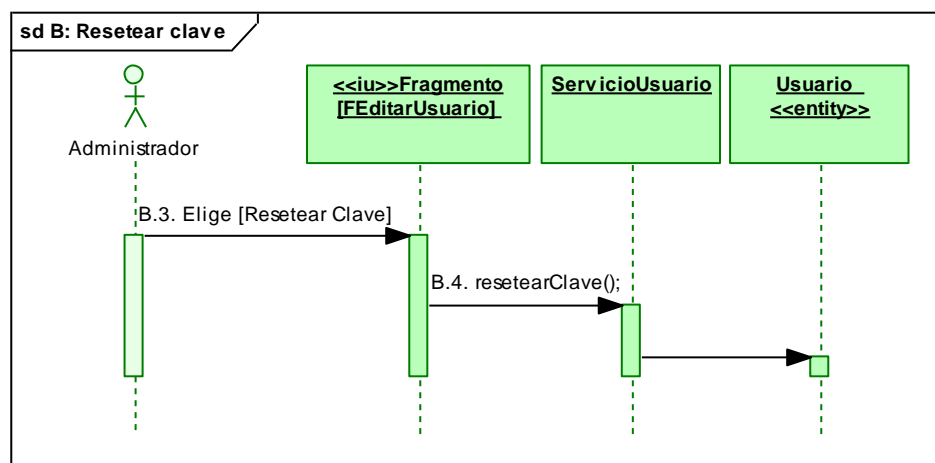 sd B: Resetear clave
<<iu>>Fragmento
[FEditarUsuario]
ServicioUsuario
Usuario
<<entity>>
Administrador
B.3. Elige [Resetear Clave]
B.4. resetearClave();